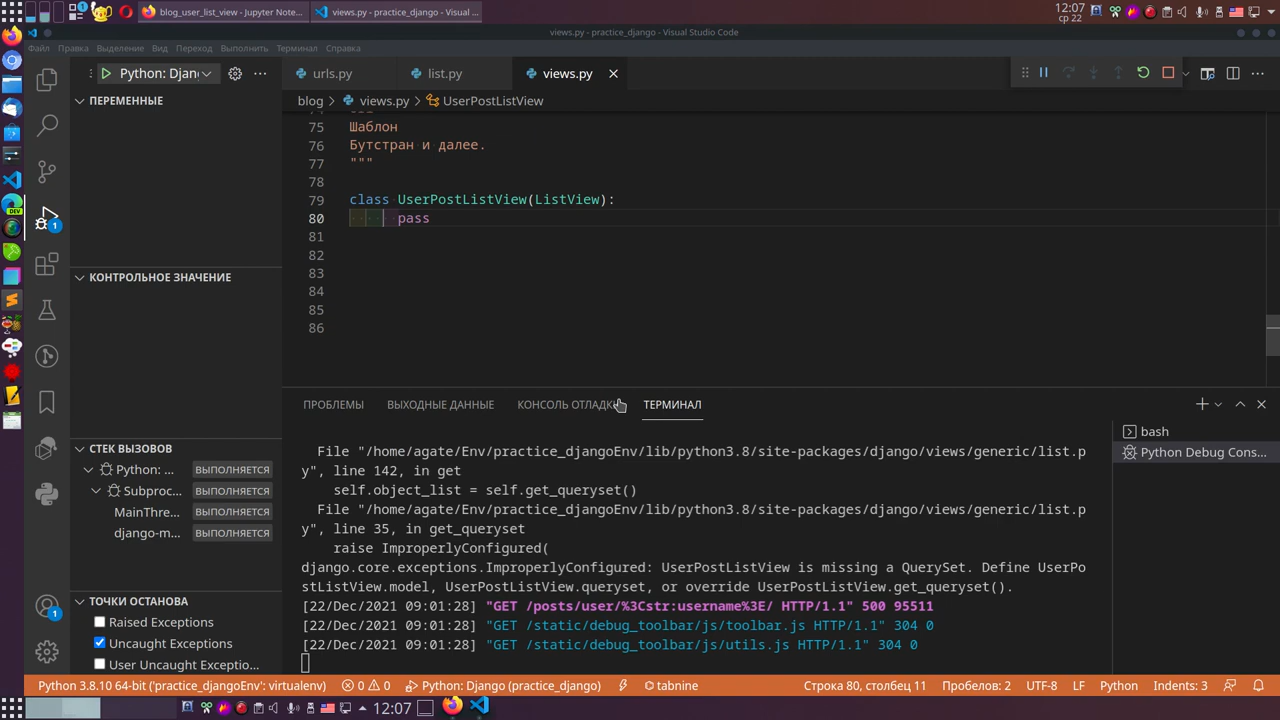 blog_user_list_view - Jupyter Note...
views.py - practice_django - Visual ...
12:07
ср 22
views.py - practice_django - Visual Studio Code
Файл Правка Выделение Вид Переход Выполнить Терминал Справка
Python: Djan
urls.py
list.py
views.py
blog > views.py > UserPostListView
ПЕРЕМЕННЫЕ
75 Шаблон
76 Бутстран и далее.
77 """
78
79 class UserPostListView(ListView):
80 pass
81
82
83
84
85
86
КОНТРОЛЬНОЕ ЗНАЧЕНИЕ
ПРОБЛЕМЫ ВЫХОДНЫЕ ДАННЫЕ КОНСОЛЬ ОТЛАДКИ ТЕРМИНАЛ
bash
Python Debug Cons...
СТЕК ВЫЗОВОВ
Python: ... ВЫПОЛНЯЕТСЯ
Subproc... ВЫПОЛНЯЕТСЯ
MainThre... ВЫПОЛНЯЕТСЯ
django-m... ВЫПОЛНЯЕТСЯ
File "/home/agate/Env/practice_djangoEnv/lib/python3.8/site-packages/django/views/generic/list.p
y", line 142, in get
self.object_list = self.get_queryset()
File "/home/agate/Env/practice_djangoEnv/lib/python3.8/site-packages/django/views/generic/list.p
y", line 35, in get_queryset
raise ImproperlyConfigured(
django.core.exceptions.ImproperlyConfigured: UserPostListView is missing a QuerySet. Define UserPo
stListView.model, UserPostListView.queryset, or override UserPostListView.get_queryset().
[22/Dec/2021 09:01:28] "GET /posts/user/%3Cstr:username%3E/ HTTP/1.1" 500 95511
[22/Dec/2021 09:01:28] "GET /static/debug_toolbar/js/toolbar.js HTTP/1.1" 304 0
[22/Dec/2021 09:01:28] "GET /static/debug_toolbar/js/utils.js HTTP/1.1" 304 0
ТОЧКИ ОСТАНОВА
Raised Exceptions
Uncaught Exceptions
User Uncaught Exceptio...
1
1
Python 3.8.10 64-bit ('practice_djangoEnv': virtualenv) 0 0 Python: Django (practice_django) tabnine Строка 80, столбец 11 Пробелов: 2 UTF-8 LF Python Indents: 3
12:07